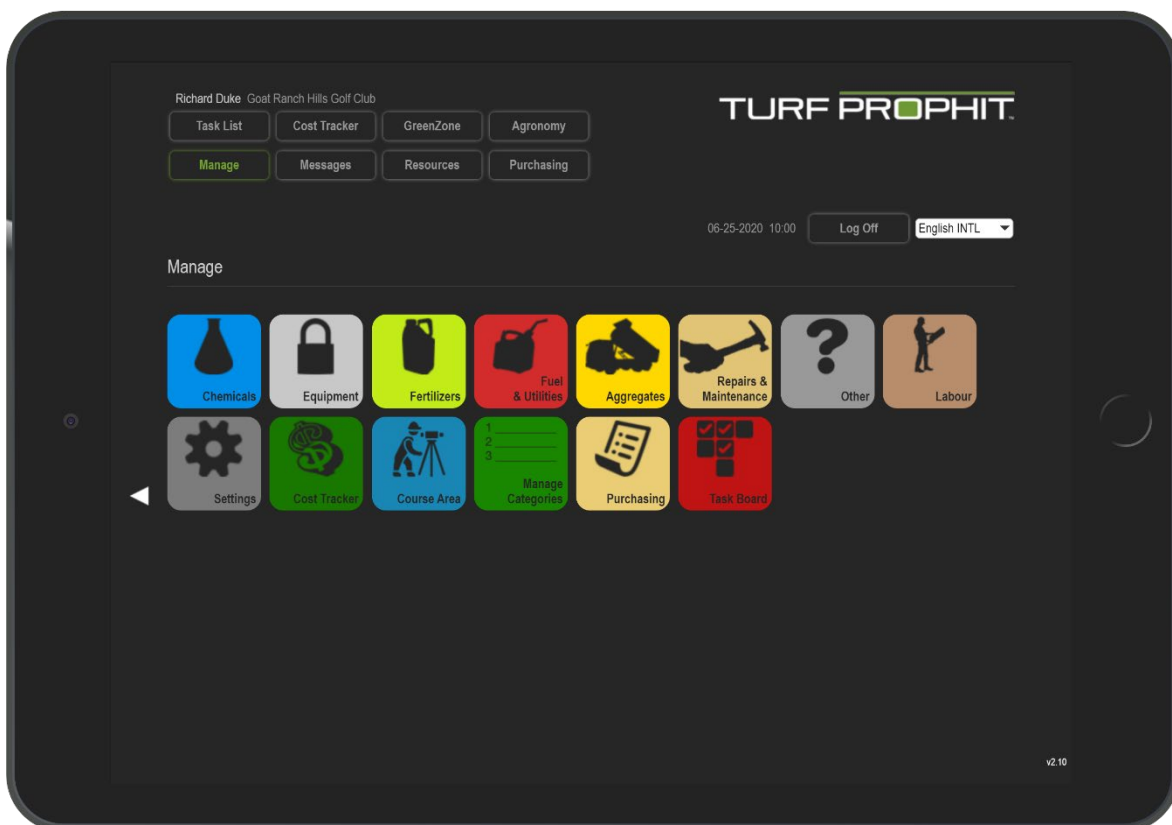 Richard Duke Goat Ranch Hills Golf Club
TURF PROPHIT™
Task List Cost Tracker GreenZone Agronomy
Manage Messages Resources Purchasing
06-25-2020 10:00 Log Off English INTL
Manage
Chemicals
Equipment
Fertilizers
Fuel
& Utilities
Aggregates
Repairs &
Maintenance
Other
Labour
Settings
Cost Tracker
Course Area
1
2
3
Manage
Categories
Purchasing
Task Board
v2.10